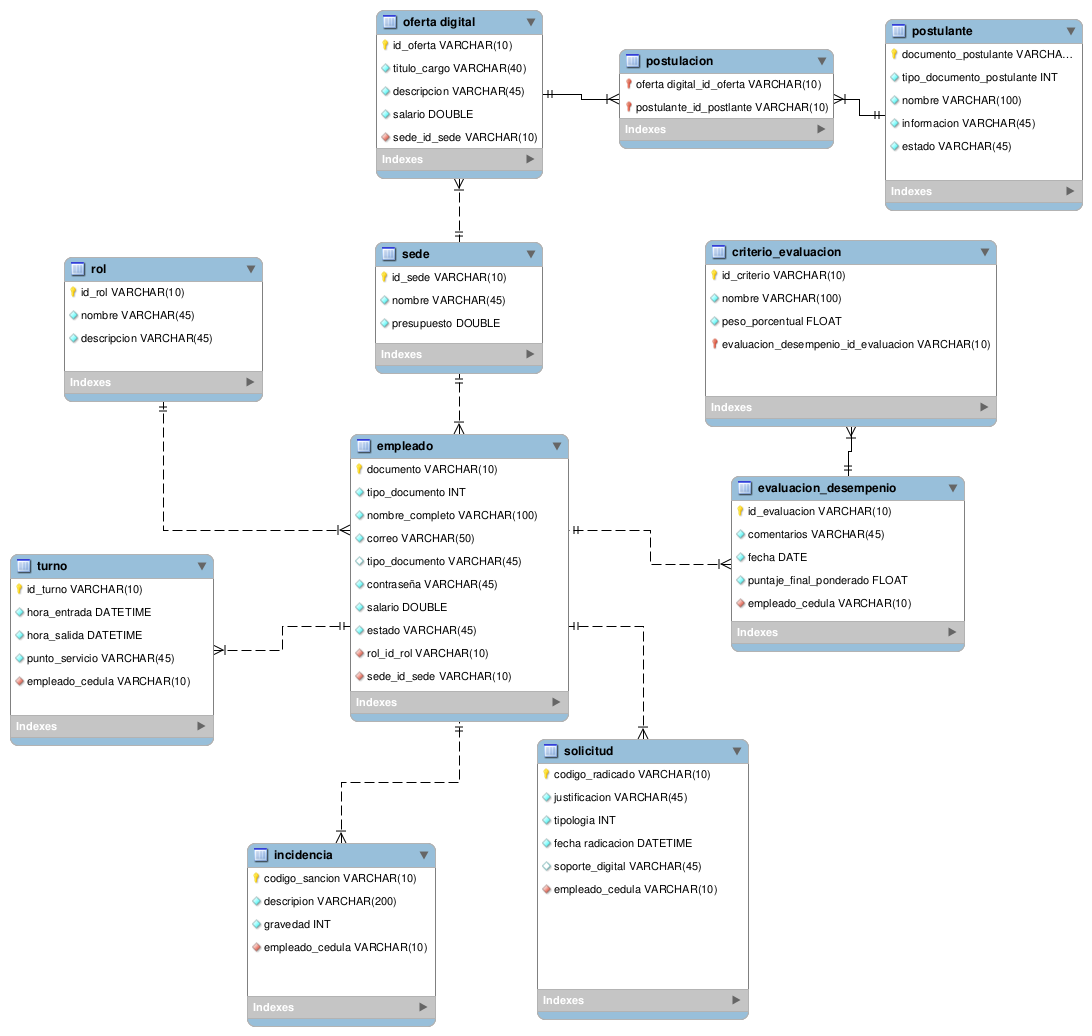 oferta digital
id_oferta VARCHAR(10)
titulo_cargo VARCHAR(40)
descripcion VARCHAR(45)
salario DOUBLE
sede_id_sede VARCHAR(10)
Indexes
postulacion
oferta digital_id_oferta VARCHAR(10)
postulante_id_postlante VARCHAR(10)
Indexes
postulante
documento_postulante VARCHA...
tipo_documento_postulante INT
nombre VARCHAR(100)
informacion VARCHAR(45)
estado VARCHAR(45)
Indexes
rol
id_rol VARCHAR(10)
nombre VARCHAR(45)
descripcion VARCHAR(45)
Indexes
sede
id_sede VARCHAR(10)
nombre VARCHAR(45)
presupuesto DOUBLE
Indexes
criterio_evaluacion
id_criterio VARCHAR(10)
nombre VARCHAR(100)
peso_porcentual FLOAT
evaluacion_desempenio_id_evaluacion VARCHAR(10)
Indexes
empleado
documento VARCHAR(10)
tipo_documento INT
nombre_completo VARCHAR(100)
correo VARCHAR(50)
tipo_documento VARCHAR(45)
contraseña VARCHAR(45)
salario DOUBLE
estado VARCHAR(45)
rol_id_rol VARCHAR(10)
sede_id_sede VARCHAR(10)
Indexes
evaluacion_desempenio
id_evaluacion VARCHAR(10)
comentarios VARCHAR(45)
fecha DATE
puntaje_final_ponderado FLOAT
empleado_cedula VARCHAR(10)
Indexes
turno
id_turno VARCHAR(10)
hora_entrada DATETIME
hora_salida DATETIME
punto_servicio VARCHAR(45)
empleado_cedula VARCHAR(10)
Indexes
solicitud
codigo_radicado VARCHAR(10)
justificacion VARCHAR(45)
tipologia INT
fecha radicacion DATETIME
soporte_digital VARCHAR(45)
empleado_cedula VARCHAR(10)
Indexes
incidencia
codigo_sancion VARCHAR(10)
descripion VARCHAR(200)
gravedad INT
empleado_cedula VARCHAR(10)
Indexes